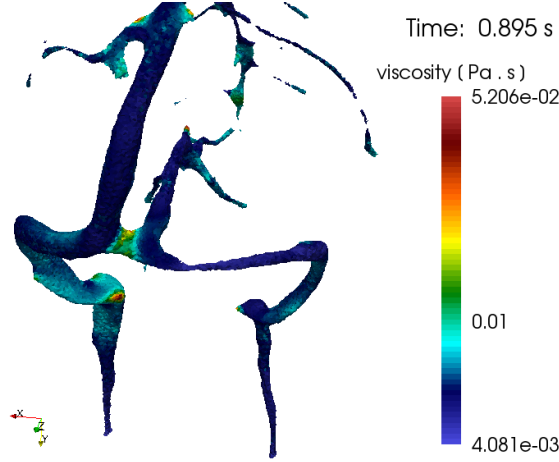 Time: 0.895 s
viscosity (Pa . s)
5.206e-02
0.01
4.081e-03
X
Z
Y